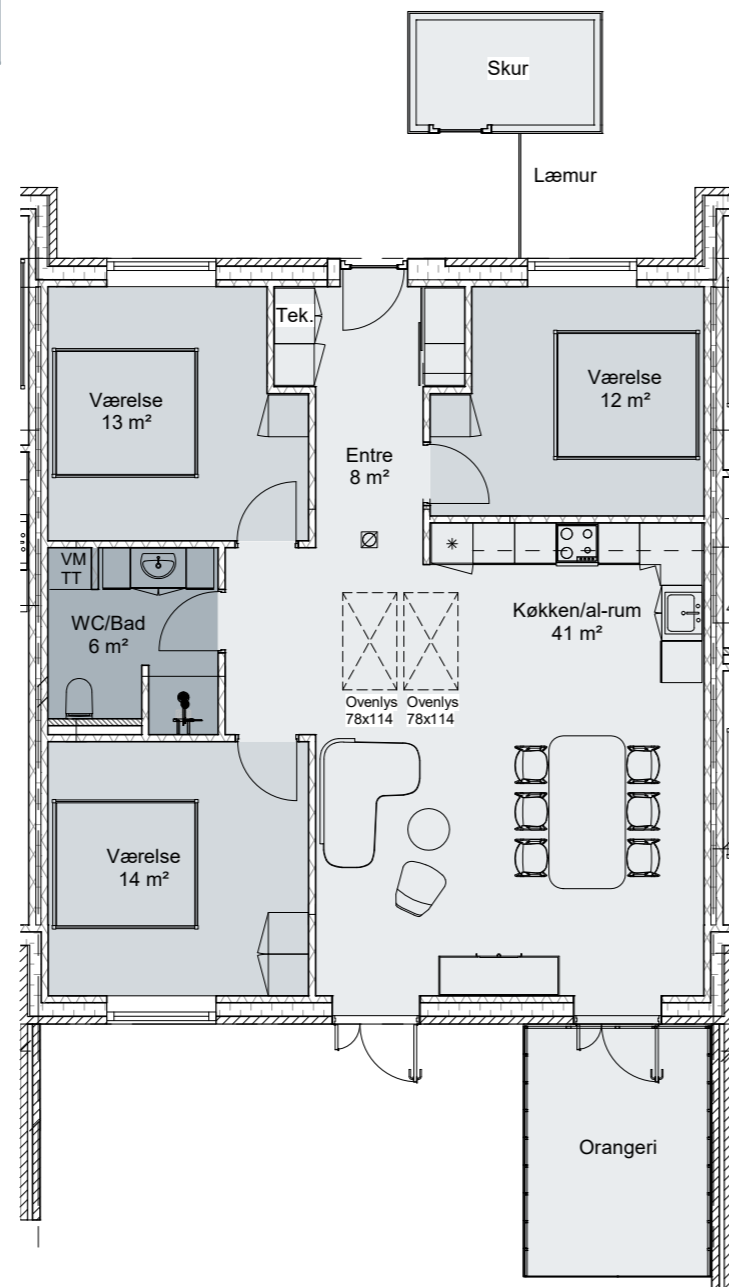 Skur
Læmur
Tek.
Værelse
13 m²
Værelse
12 m²
Entre
8 m²
VM
TT
WC/Bad
6 m²
Køkken/al-rum
41 m²
Ovenlys
78x114
Ovenlys
78x114
Værelse
14 m²
Orangeri